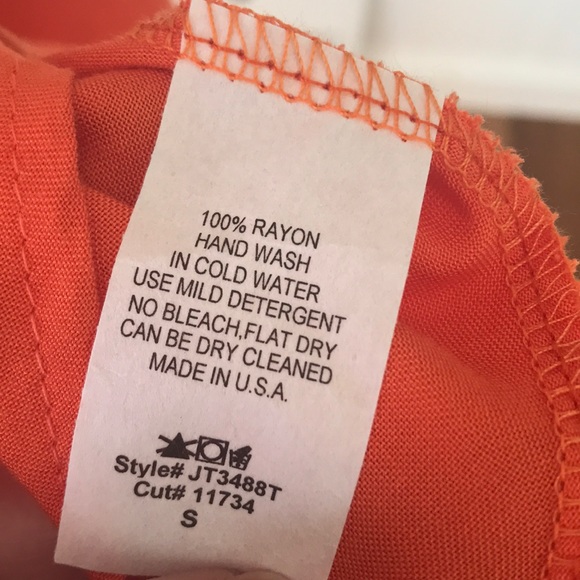 100% RAYON
HAND WASH
IN COLD WATER
USE MILD DETERGENT
NO BLEACH,FLAT DRY
CAN BE DRY CLEANED
MADE IN U.S.A.
Style# JT3488T
Cut# 11734
S